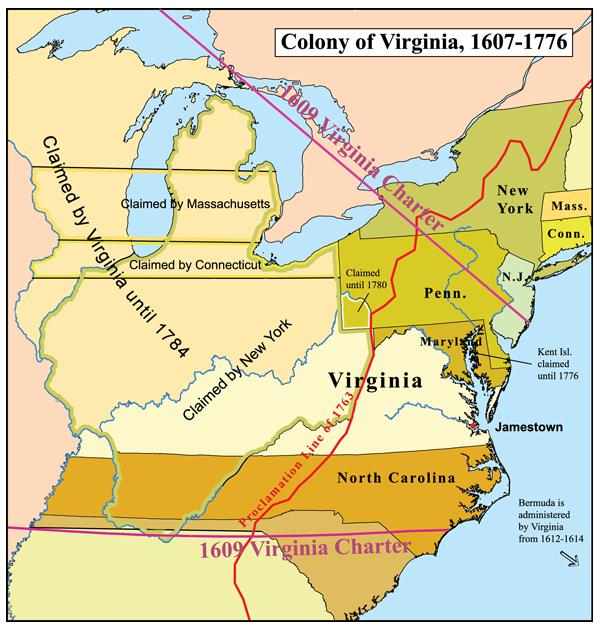 Colony of Virginia, 1607-1776
1609 Virginia Charter
Claimed by Virginia until 1784
Claimed by Massachusetts
New
York
Mass.
Conn.
Claimed by Connecticut
Claimed
until 1780
N.J.
Penn.
Maryland
Kent Isl.
claimed
until 1776
Claimed by New York
Virginia
Jamestown
Proclamation Line of 1763
North Carolina
Bermuda is
administered
by Virginia
from 1612-1614
1609 Virginia Charter